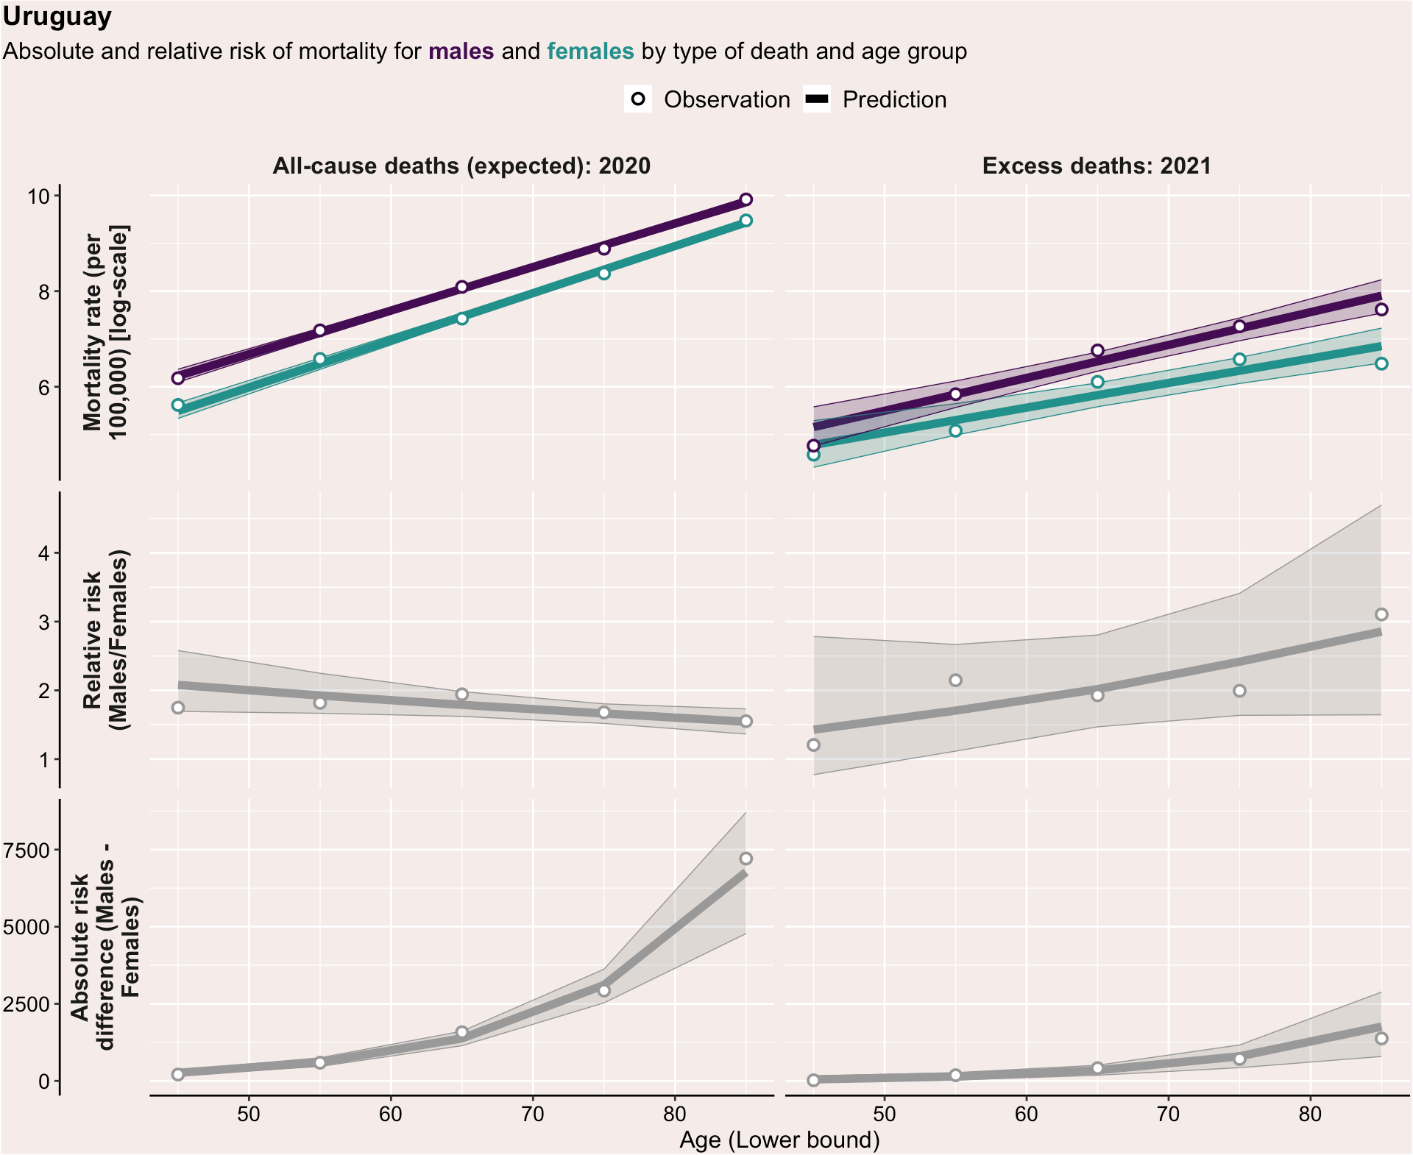 Uruguay
Absolute and relative risk of mortality for males and females by type of death and age group
Observation Prediction
All-cause deaths (expected): 2020
Excess deaths: 2021
Mortality rate (per
100,000) [log-scale]
10
8
6
Relative risk
(Males/Females)
4
3
2
1
Absolute risk
difference (Males -
Females)
7500
5000
2500
0
50 60 70 80
50 60 70 80
Age (Lower bound)